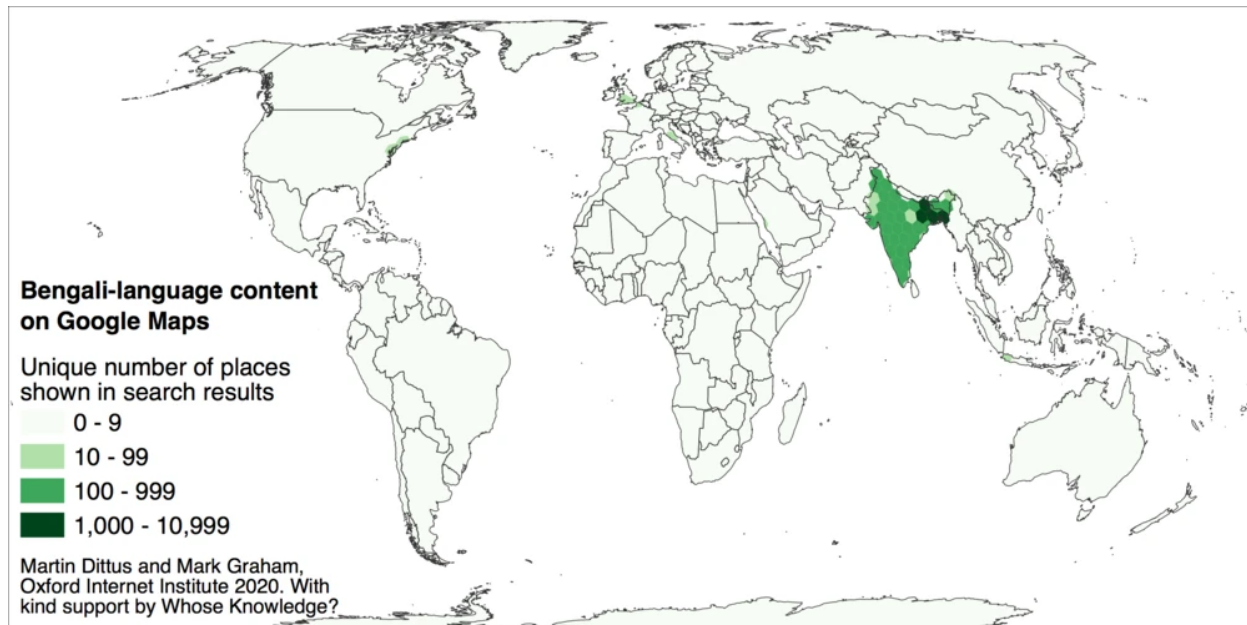 Bengali-language content
on Google Maps
Unique number of places
shown in search results
0 - 9
10 - 99
100 - 999
1,000 - 10,999
Martin Dittus and Mark Graham,
Oxford Internet Institute 2020. With
kind support by Whose Knowledge?